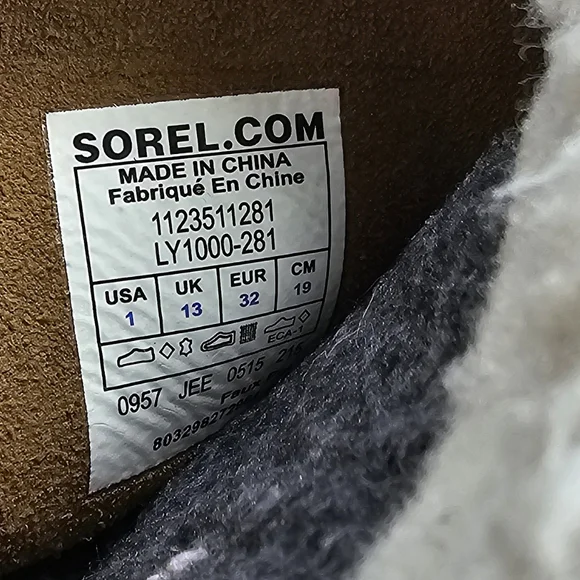 SOREL.COM
MADE IN CHINA
Fabriqué En Chine
1123511281
LY1000-281
USA UK EUR CM
1 13 32 19
ECA-1
0957 JEE 0515
Faux